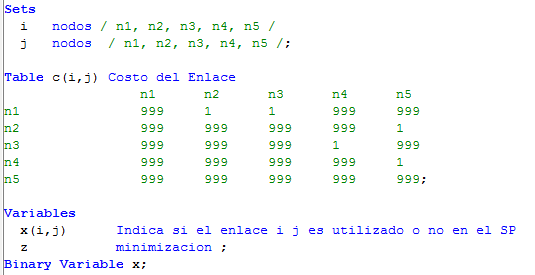 Sets
i nodos / n1, n2, n3, n4, n5 /
j nodos / n1, n2, n3, n4, n5 /;
Table c(i,j) Costo del Enlace
n1 n2 n3 n4 n5
n1 999 1 1 999 999
n2 999 999 999 999 1
n3 999 999 999 1 999
n4 999 999 999 999 1
n5 999 999 999 999 999;
Variables
x(i,j) Indica si el enlace i j es utilizado o no en el SP
z minimizacion ;
Binary Variable x;